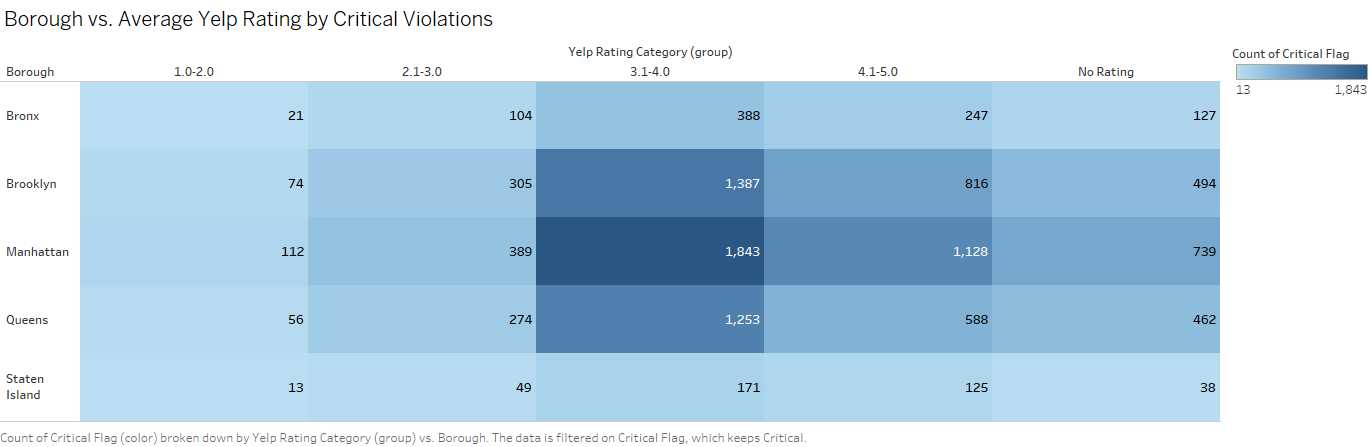 Borough vs. Average Yelp Rating by Critical Violations
Yelp Rating Category (group)
Borough 1.0-2.0 2.1-3.0 3.1-4.0 4.1-5.0 No Rating
Bronx 21 104 388 247 127
Brooklyn 74 305 1,387 816 494
Manhattan 112 389 1,843 1,128 739
Queens 56 274 1,253 588 462
Staten
Island 13 49 171 125 38
Count of Critical Flag
13 1,843
Count of Critical Flag (color) broken down by Yelp Rating Category (group) vs. Borough. The data is filtered on Critical Flag, which keeps Critical.